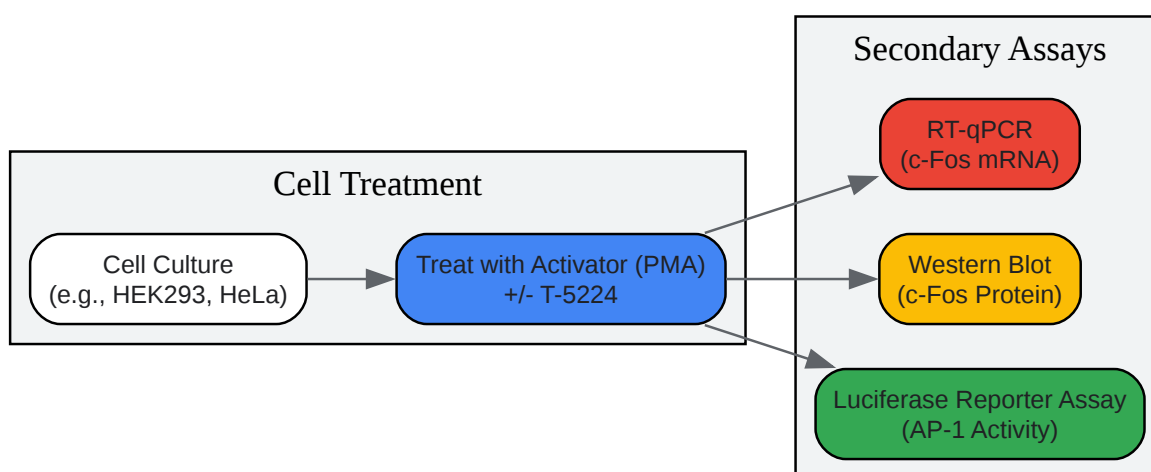 Secondary Assays
RT-qPCR
(c-Fos mRNA)
Cell Treatment
Cell Culture
(e.g., HEK293, HeLa)
Treat with Activator (PMA)
+/- T-5224
Western Blot
(c-Fos Protein)
Luciferase Reporter Assay
(AP-1 Activity)